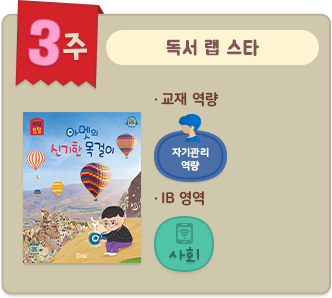 3주
독서 랩 스타
· 교재 역량
아멧의
신기한 목걸이
자기관리
역량
· IB 영역
사회